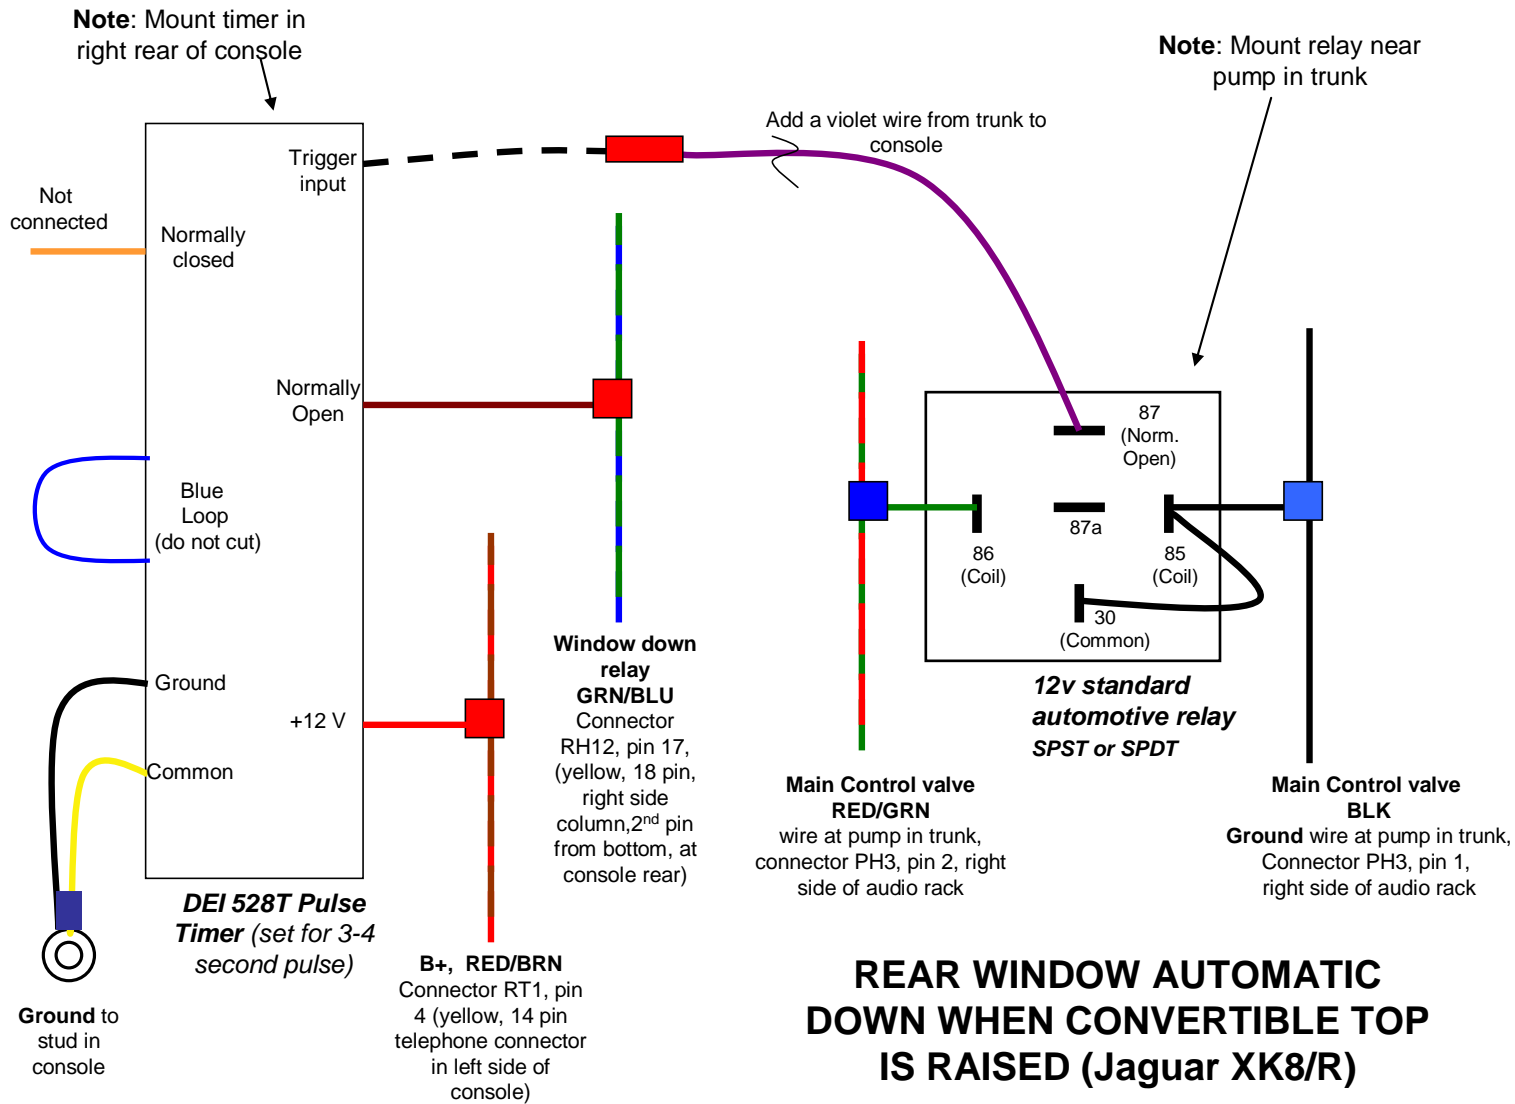 Note: Mount timer in
right rear of console
Note: Mount relay near
pump in trunk
Add a violet wire from trunk to
console
Trigger
input
Not
connected
Normally
closed
Normally
Open
Blue
Loop
(do not cut)
Ground
+12 V
Common
87
(Norm.
Open)
87a
86
(Coil)
85
(Coil)
30
(Common)
12v standard
automotive relay
SPST or SPDT
Window down
relay
GRN/BLU
Connector
RH12, pin 17,
(yellow, 18 pin,
right side
column,2nd pin
from bottom, at
console rear)
Main Control valve
RED/GRN
wire at pump in trunk,
connector PH3, pin 2, right
side of audio rack
Main Control valve
BLK
Ground wire at pump in trunk,
Connector PH3, pin 1,
right side of audio rack
DEI 528T Pulse
Timer (set for 3-4
second pulse)
B+, RED/BRN
Connector RT1, pin
4 (yellow, 14 pin
telephone connector
in left side of
console)
Ground to
stud in
console
REAR WINDOW AUTOMATIC
DOWN WHEN CONVERTIBLE TOP
IS RAISED (Jaguar XK8/R)